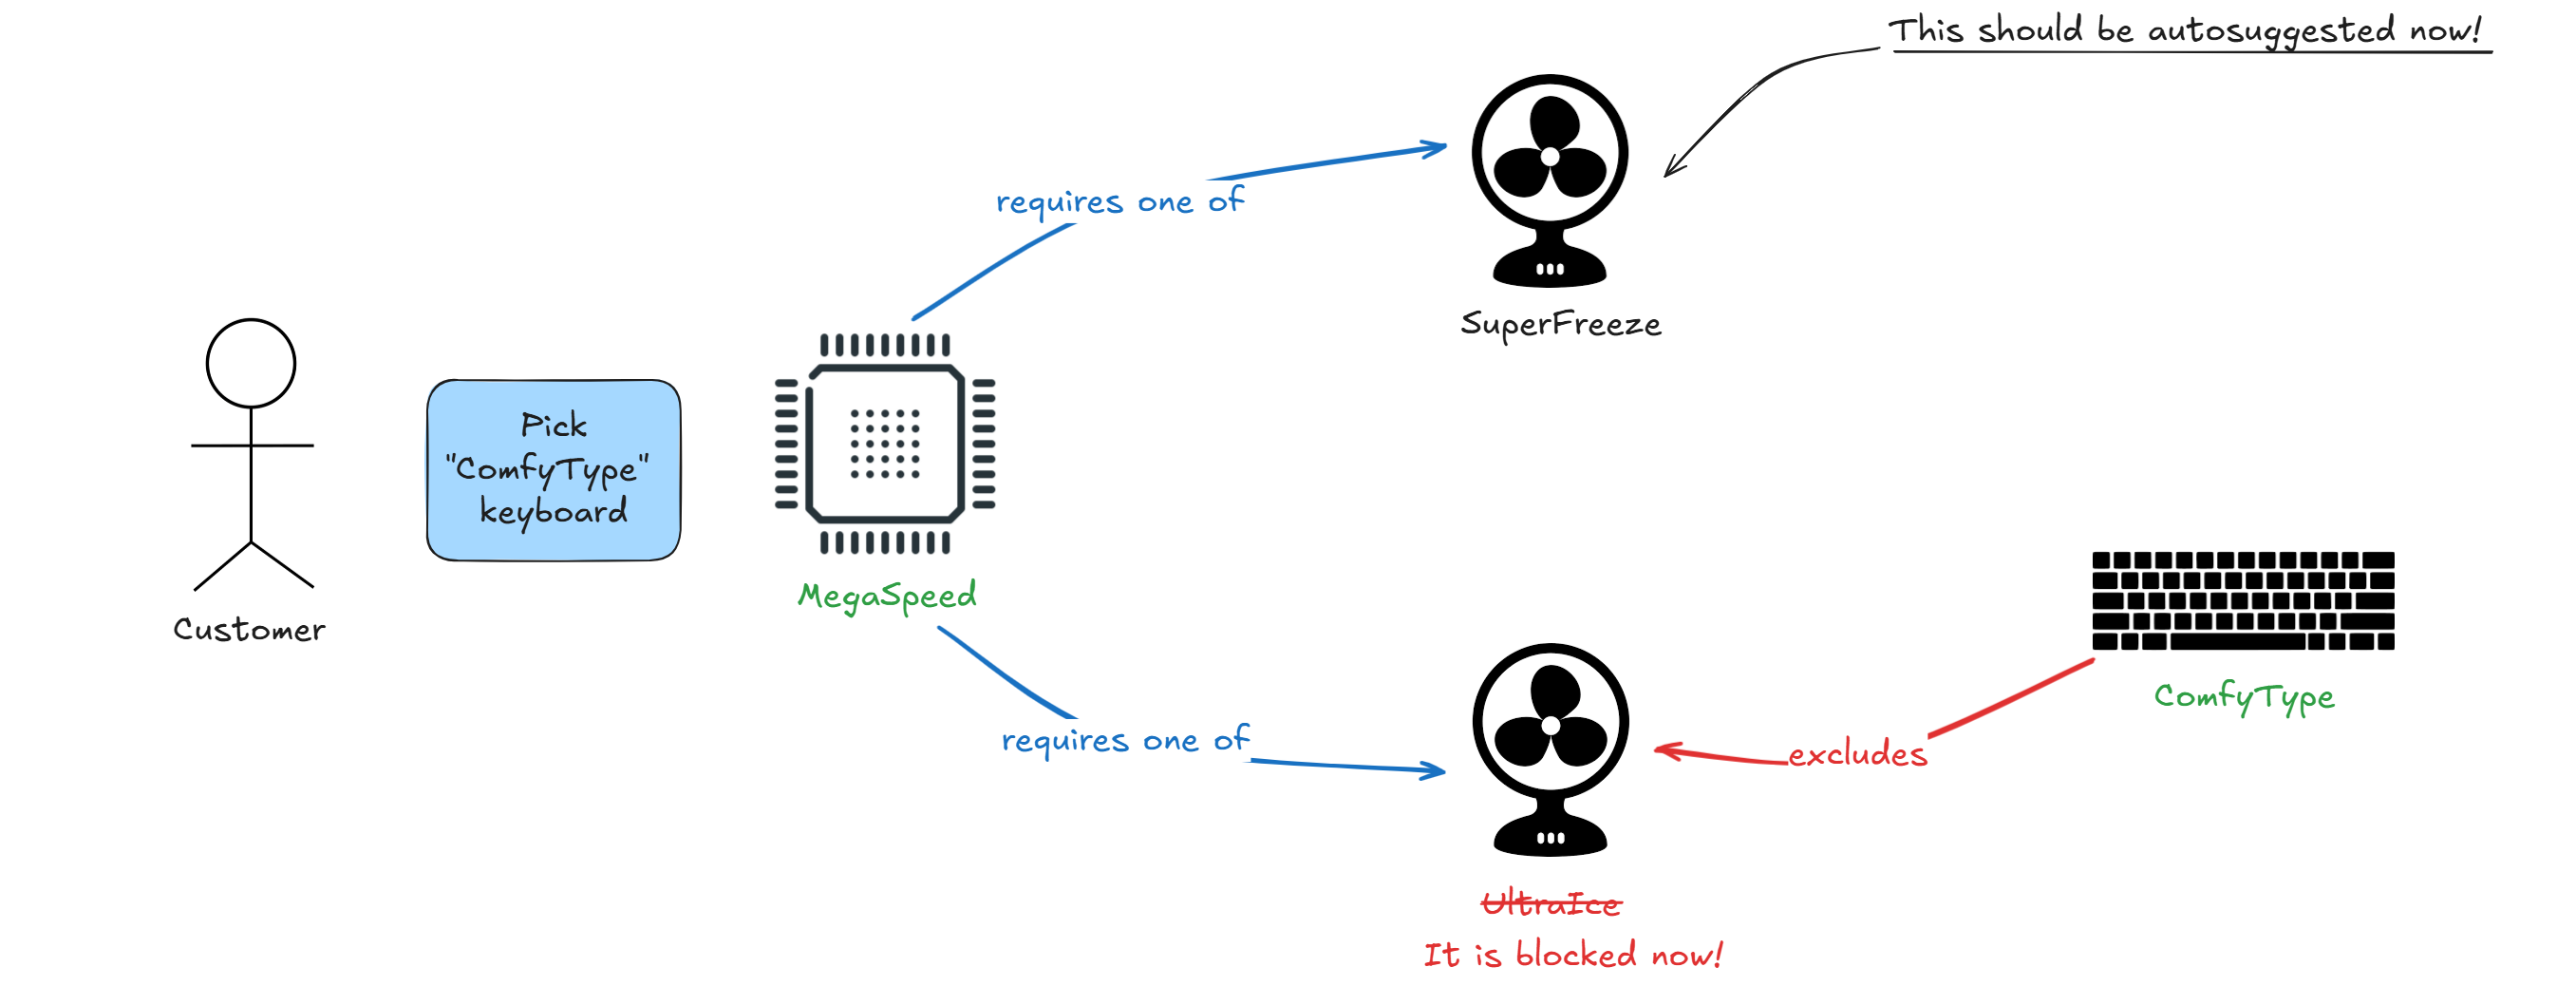 This should be autosuggested now!
requires one of
SuperFreeze
Pick
"ComfyType"
keyboard
MegaSpeed
Customer
ComfyType
requires one of
excludes
UltraIce
It is blocked now!